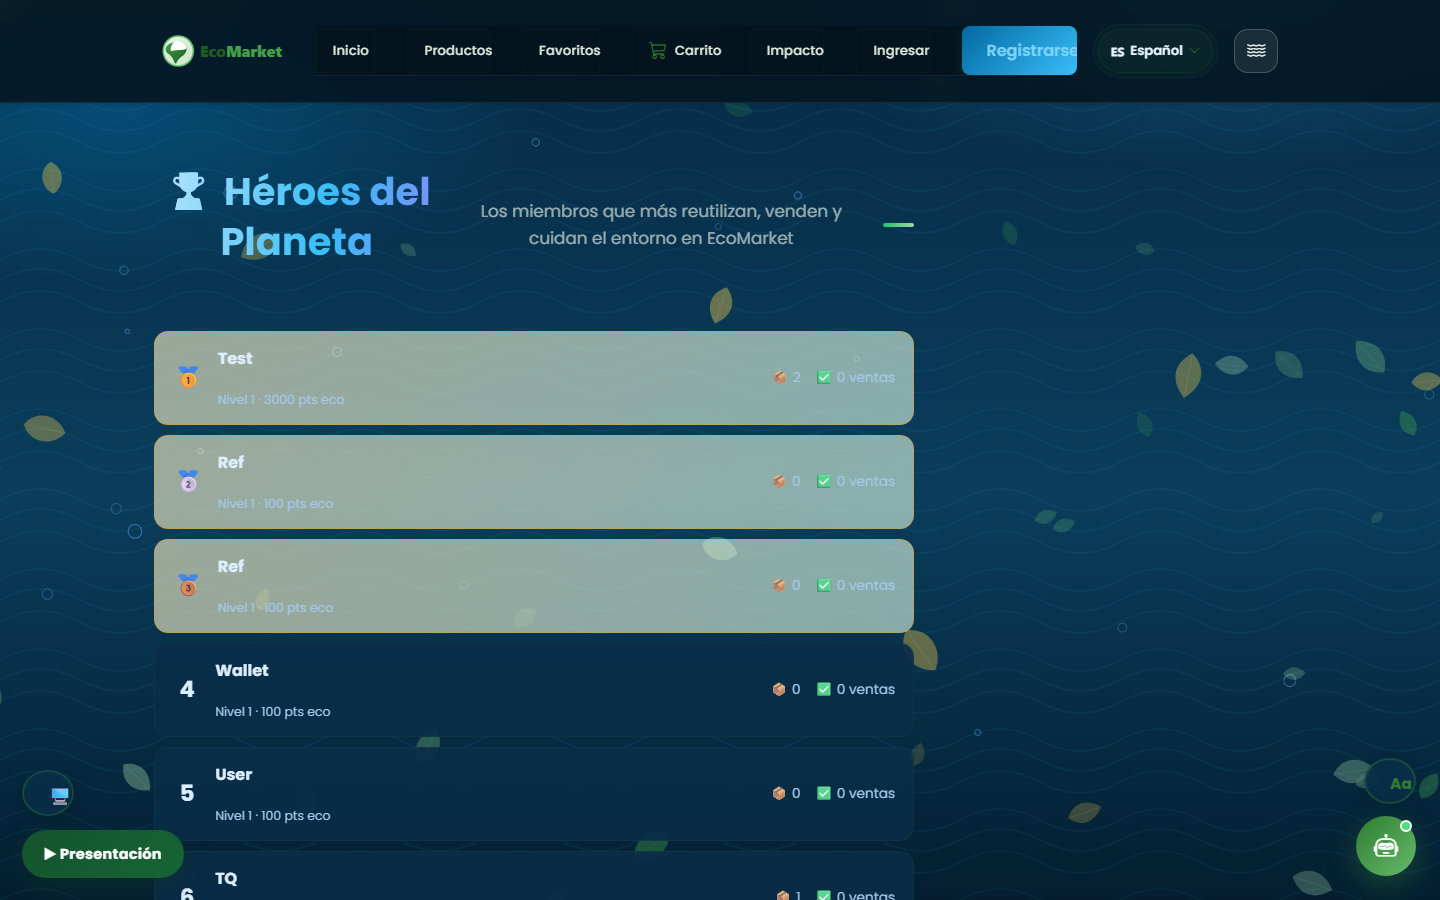 EcoMarket
Inicio
Productos
Favoritos
Carrito
Impacto
Ingresar
Registrarse
ES Español
Héroes del
Planeta
Los miembros que más reutilizan, venden y
cuidan el entorno en EcoMarket
1
Test
Nivel 1 · 3000 pts eco
2
0 ventas
2
Ref
Nivel 1 · 100 pts eco
0
0 ventas
3
Ref
Nivel 1 · 100 pts eco
0
0 ventas
4
Wallet
Nivel 1 · 100 pts eco
0
0 ventas
5
User
Nivel 1 · 100 pts eco
0
0 ventas
6
TQ
1
0 ventas
Presentación
Aa